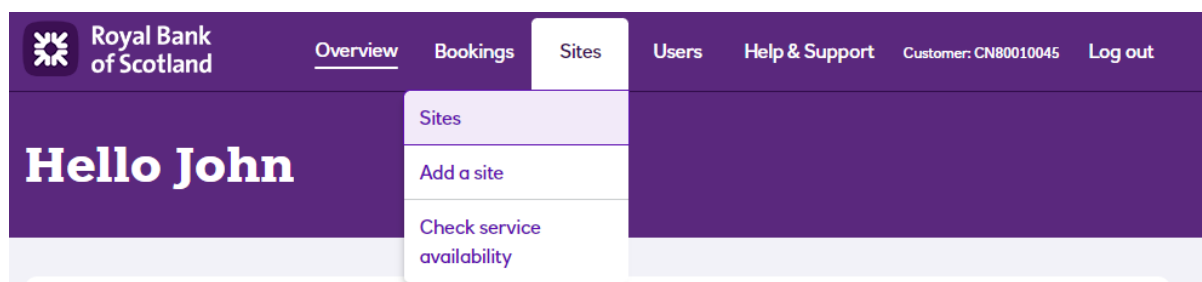 Royal Bank
of Scotland
Overview
Bookings
Sites
Users
Help & Support
Customer: CN80010045
Log out
Hello John
Sites
Add a site
Check service
availability